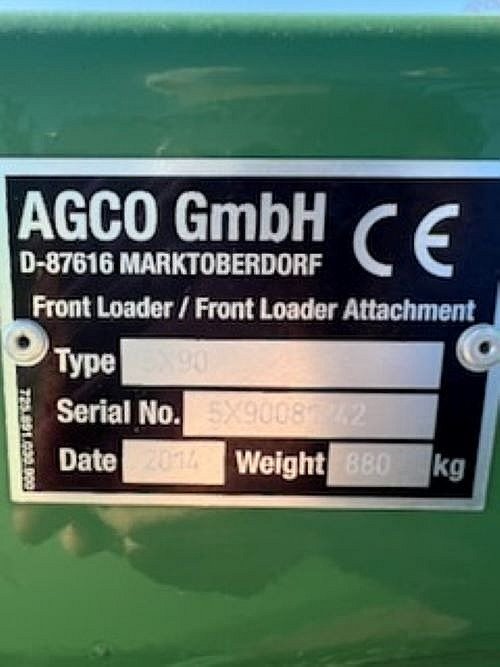 AGCO GmbH CE
D-87616 MARKTOBERDORF
Front Loader / Front Loader Attachment
Type 5X90
Serial No.
Date 2014 Weight 880 kg